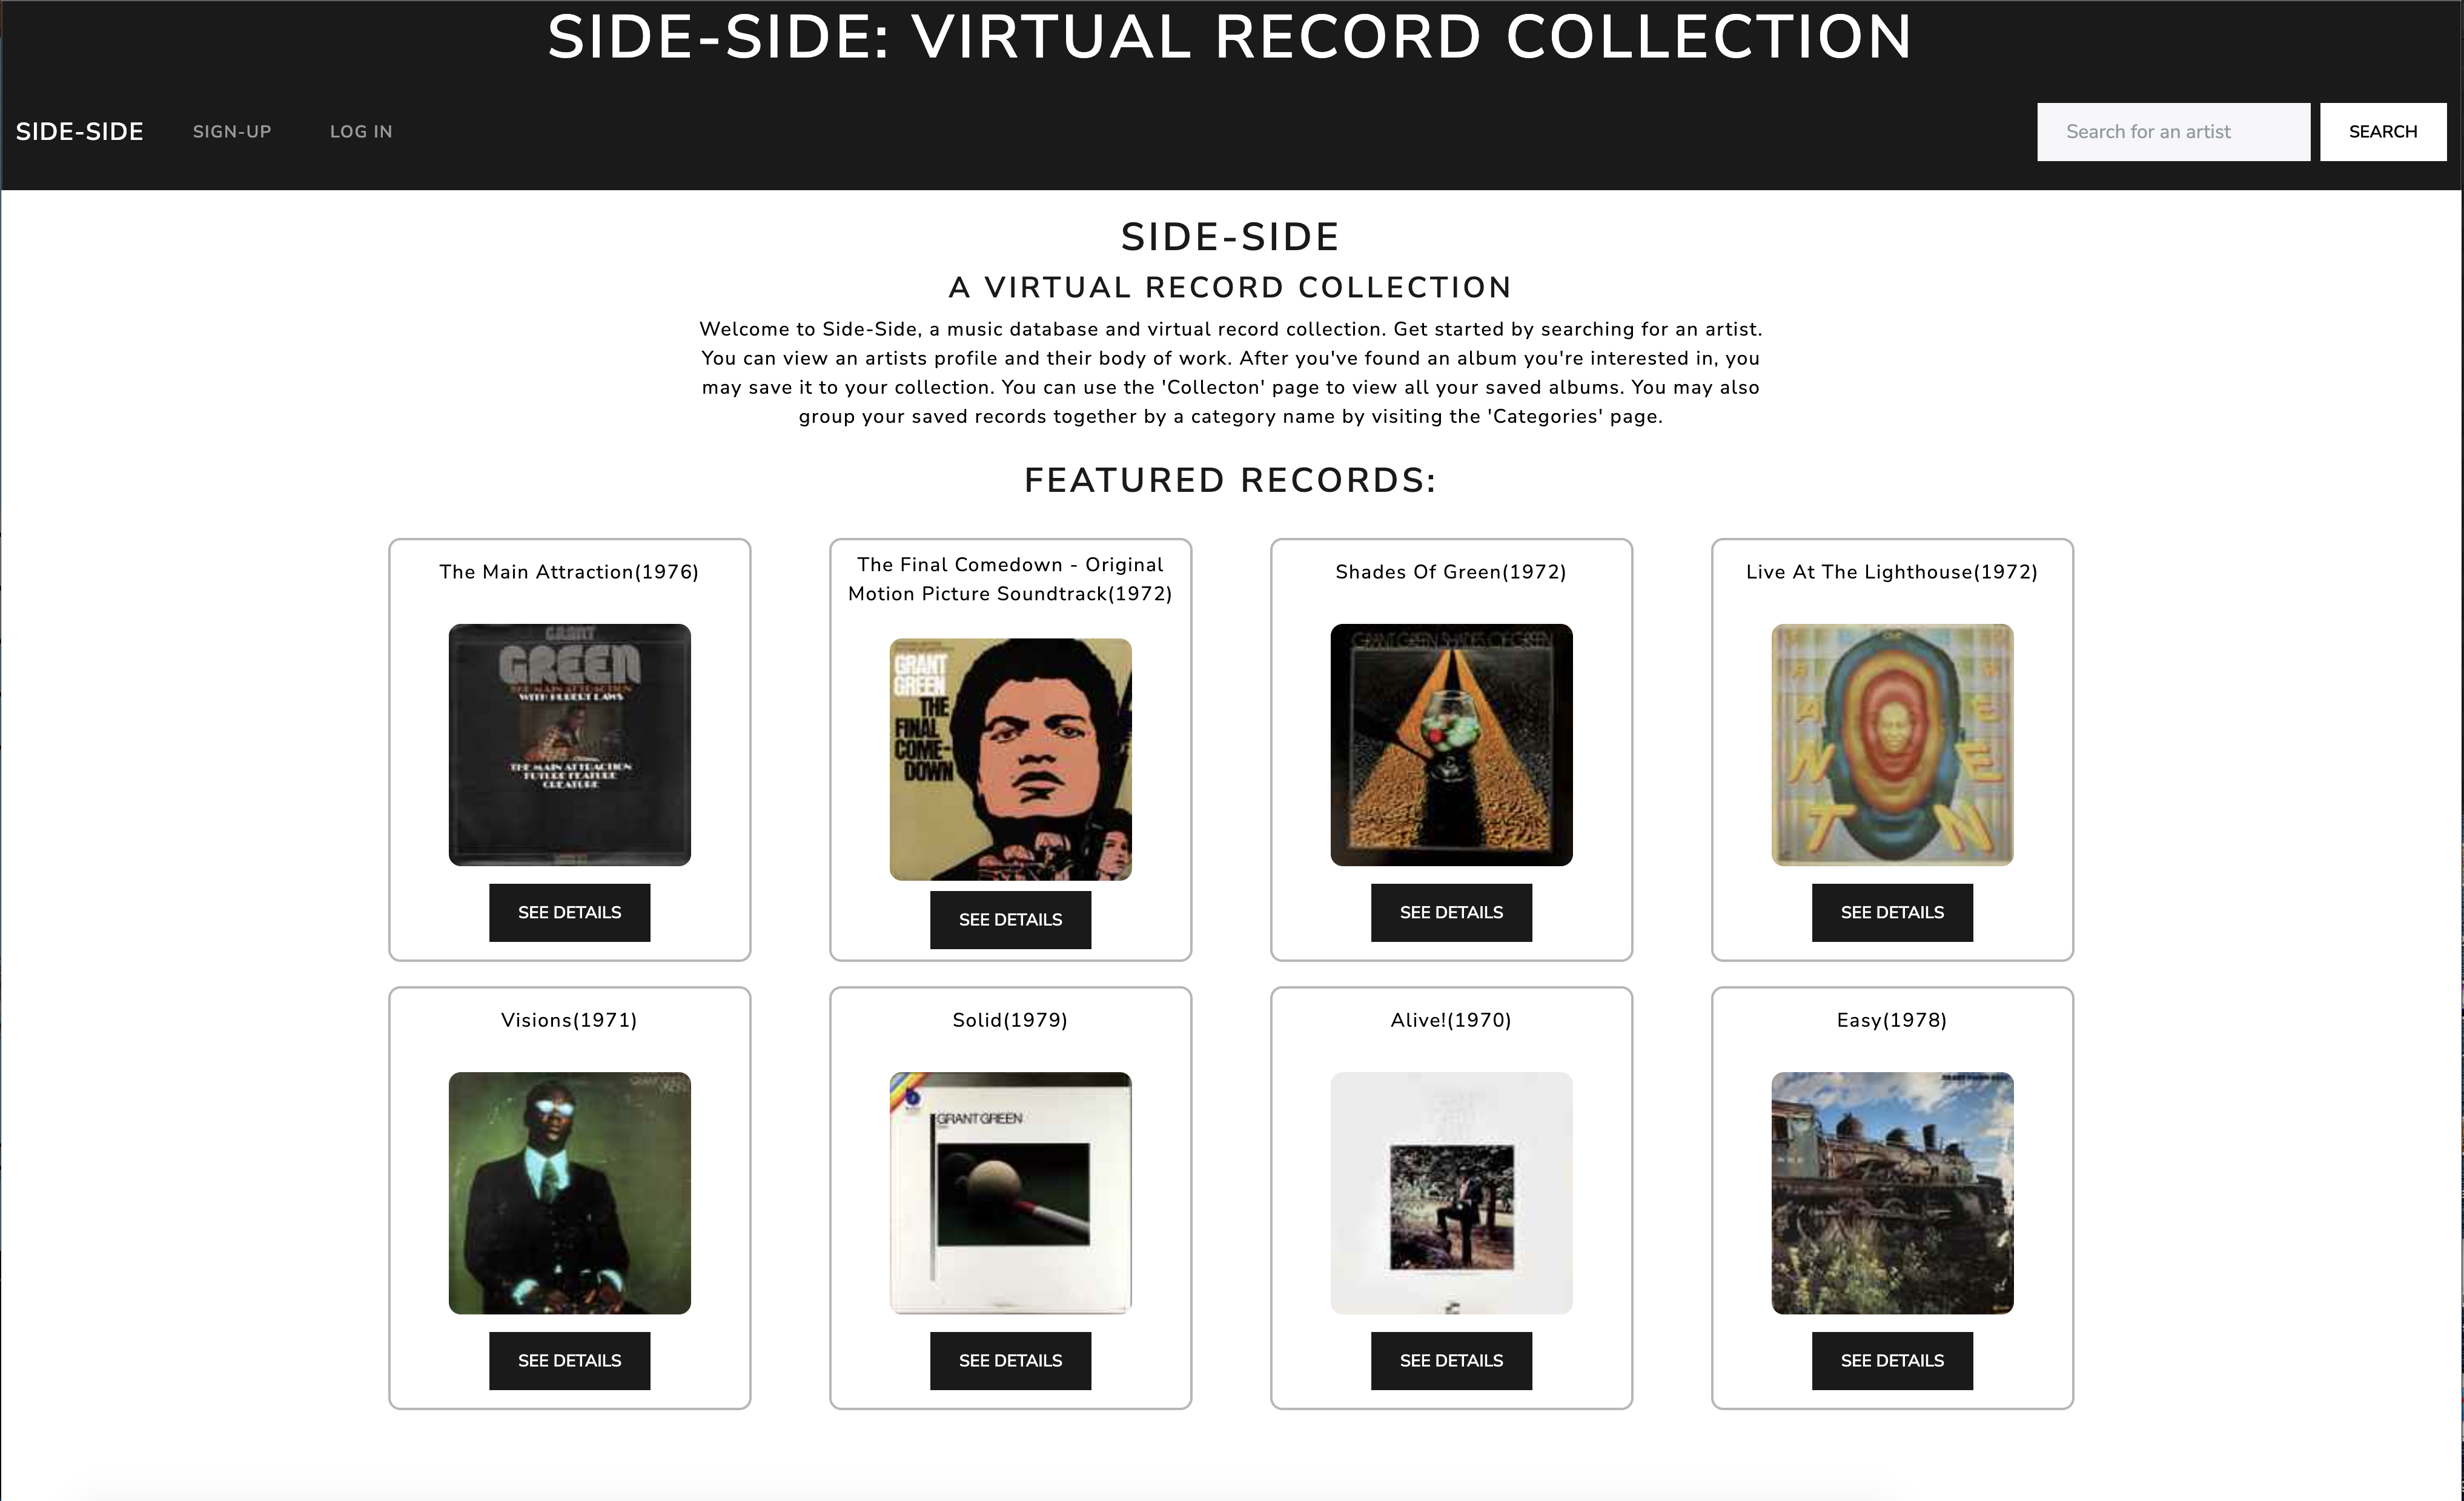 SIDE-SIDE: VIRTUAL RECORD COLLECTION
SIDE-SIDE SIGN-UP LOG IN Search for an artist SEARCH
SIDE-SIDE
A VIRTUAL RECORD COLLECTION
Welcome to Side-Side, a music database and virtual record collection. Get started by searching for an artist.
You can view an artists profile and their body of work. After you've found an album you're interested in, you
may save it to your collection. You can use the 'Collecton' page to view all your saved albums. You may also
group your saved records together by a category name by visiting the 'Categories' page.
FEATURED RECORDS:
The Main Attraction(1976)
GRANT
GREEN
THE MAIN ATTRACTION
WITH HUBERT LAWS
THE MAIN ATTRACTION
FUTURE FEATURE
CREATURE
SEE DETAILS
The Final Comedown - Original
Motion Picture Soundtrack(1972)
GRANT
GREEN
THE
FINAL
COME-
DOWN
SEE DETAILS
Shades Of Green(1972)
GRANT GREEN SHADES OF GREEN
SEE DETAILS
Live At The Lighthouse(1972)
SEE DETAILS
Visions(1971)
SEE DETAILS
Solid(1979)
GRANT GREEN
SEE DETAILS
Alive!(1970)
SEE DETAILS
Easy(1978)
SEE DETAILS